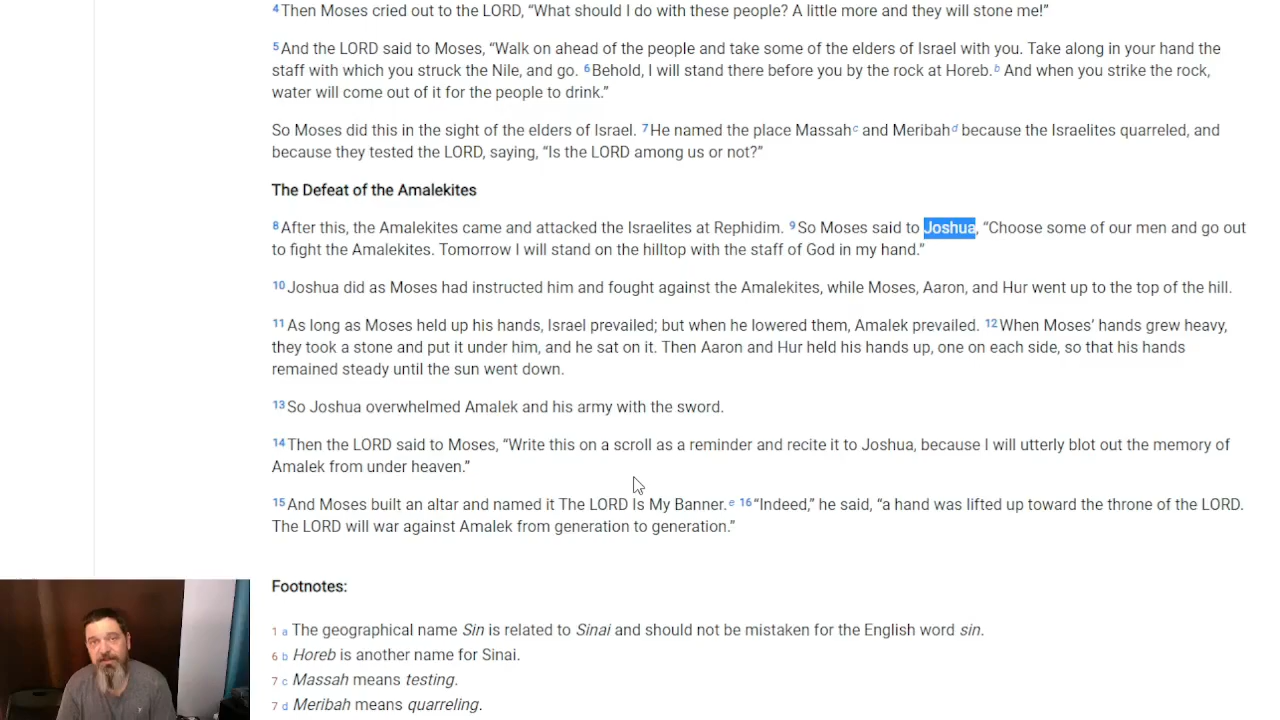 4 Then Moses cried out to the LORD, “What should I do with these people? A little more and they will stone me!”
5 And the LORD said to Moses, “Walk on ahead of the people and take some of the elders of Israel with you. Take along in your hand the
staff with which you struck the Nile, and go. 6 Behold, I will stand there before you by the rock at Horeb. b And when you strike the rock,
water will come out of it for the people to drink.”
So Moses did this in the sight of the elders of Israel. 7 He named the place Massah c and Meribah d because the Israelites quarreled, and
because they tested the LORD, saying, “Is the LORD among us or not?”
The Defeat of the Amalekites
8 After this, the Amalekites came and attacked the Israelites at Rephidim. 9 So Moses said to Joshua, “Choose some of our men and go out
to fight the Amalekites. Tomorrow I will stand on the hilltop with the staff of God in my hand.”
10 Joshua did as Moses had instructed him and fought against the Amalekites, while Moses, Aaron, and Hur went up to the top of the hill.
11 As long as Moses held up his hands, Israel prevailed; but when he lowered them, Amalek prevailed. 12 When Moses’ hands grew heavy,
they took a stone and put it under him, and he sat on it. Then Aaron and Hur held his hands up, one on each side, so that his hands
remained steady until the sun went down.
13 So Joshua overwhelmed Amalek and his army with the sword.
14 Then the LORD said to Moses, “Write this on a scroll as a reminder and recite it to Joshua, because I will utterly blot out the memory of
Amalek from under heaven.”
15 And Moses built an altar and named it The LORD Is My Banner. e 16 “Indeed,” he said, “a hand was lifted up toward the throne of the LORD.
The LORD will war against Amalek from generation to generation.”
Footnotes:
1 a The geographical name Sin is related to Sinai and should not be mistaken for the English word sin.
6 b Horeb is another name for Sinai.
7 c Massah means testing.
7 d Meribah means quarreling.